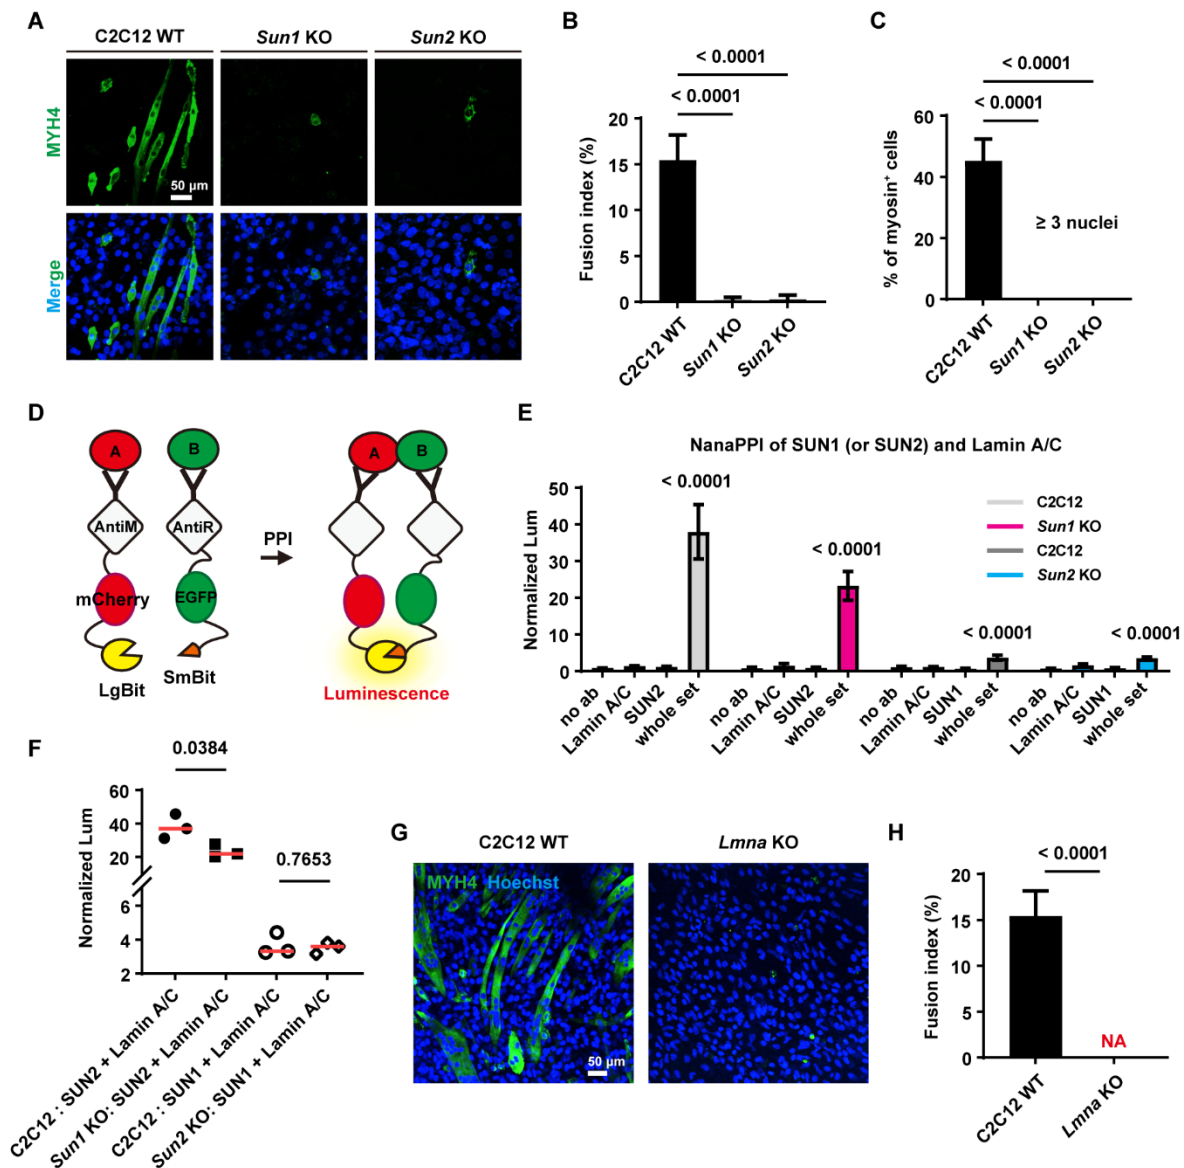 A
C2C12 WT
Sun1 KO
Sun2 KO
MYH4
50 µm
Merge
B
< 0.0001
< 0.0001
Fusion index (%)
20
15
10
5
0
C2C12 WT
Sun1 KO
Sun2 KO
C
< 0.0001
< 0.0001
% of myosin⁺ cells
60
40
20
0
≥ 3 nuclei
C2C12 WT
Sun1 KO
Sun2 KO
D
A
B
AntiM
AntiR
mCherry
EGFP
LgBit
SmBit
PPI
Luminescence
E
NanaPPI of SUN1 (or SUN2) and Lamin A/C
Normalized Lum
50
40
30
20
10
0
< 0.0001
< 0.0001
< 0.0001
< 0.0001
C2C12
Sun1 KO
C2C12
Sun2 KO
no ab
Lamin A/C
SUN2
whole set
no ab
Lamin A/C
SUN2
whole set
no ab
Lamin A/C
SUN1
whole set
no ab
Lamin A/C
SUN1
whole set
F
0.0384
0.7653
Normalized Lum
60
40
20
6
4
2
C2C12 : SUN2 + Lamin A/C
Sun1 KO: SUN2 + Lamin A/C
C2C12 : SUN1 + Lamin A/C
Sun2 KO: SUN1 + Lamin A/C
G
C2C12 WT
Lmna KO
MYH4 Hoechst
50 µm
H
< 0.0001
Fusion index (%)
20
15
10
5
0
NA
C2C12 WT
Lmna KO